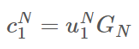 $c_1^N = u_1^N G_N$